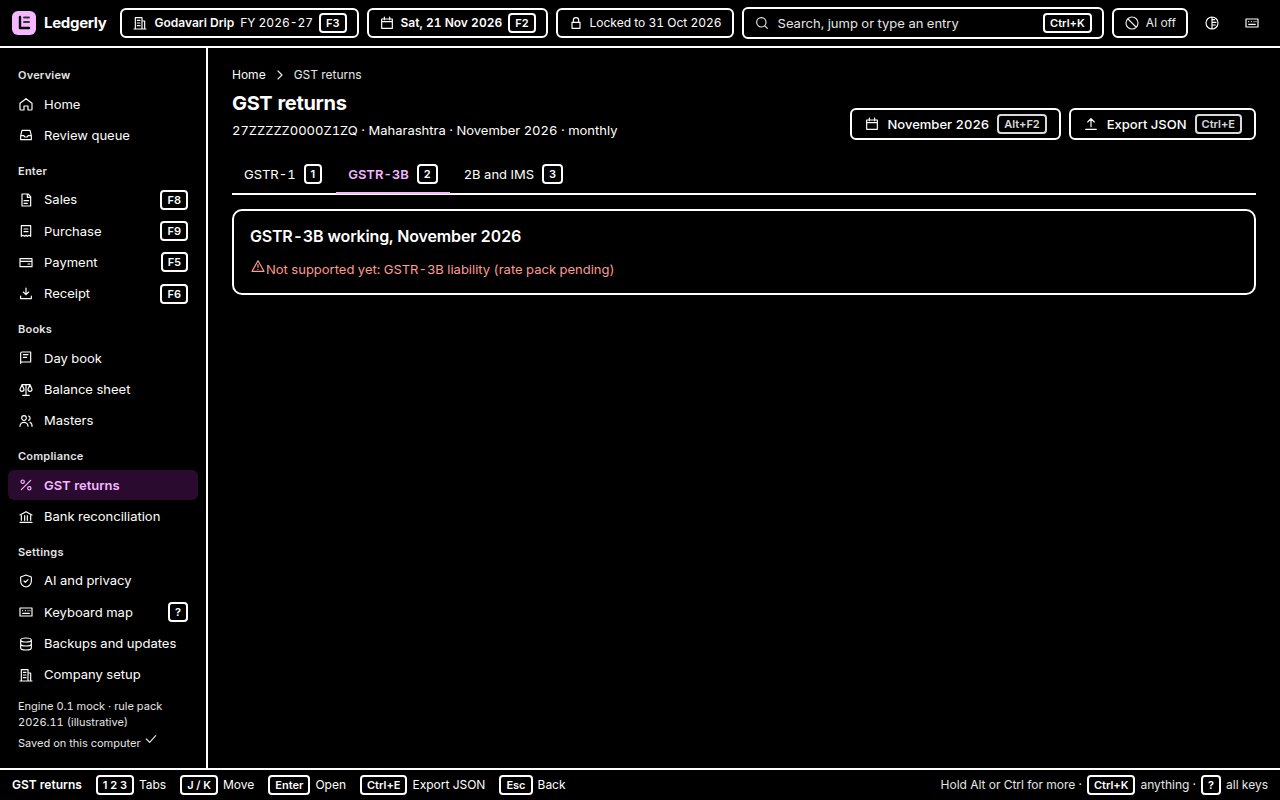 Ledgerly
Godavari Drip FY 2026-27 F3
Sat, 21 Nov 2026 F2
Locked to 31 Oct 2026
Search, jump or type an entry Ctrl+K
AI off
Overview
Home
Review queue
Enter
Sales F8
Purchase F9
Payment F5
Receipt F6
Books
Day book
Balance sheet
Masters
Compliance
GST returns
Bank reconciliation
Settings
AI and privacy
Keyboard map ?
Backups and updates
Company setup
Engine 0.1 mock · rule pack
2026.11 (illustrative)
Saved on this computer
Home > GST returns
GST returns
27ZZZZZ0000Z1ZQ · Maharashtra · November 2026 · monthly
November 2026 Alt+F2
Export JSON Ctrl+E
GSTR-1 1
GSTR-3B 2
2B and IMS 3
GSTR-3B working, November 2026
Not supported yet: GSTR-3B liability (rate pack pending)
GST returns 1 2 3 Tabs J / K Move Enter Open Ctrl+E Export JSON Esc Back
Hold Alt or Ctrl for more · Ctrl+K anything · ? all keys